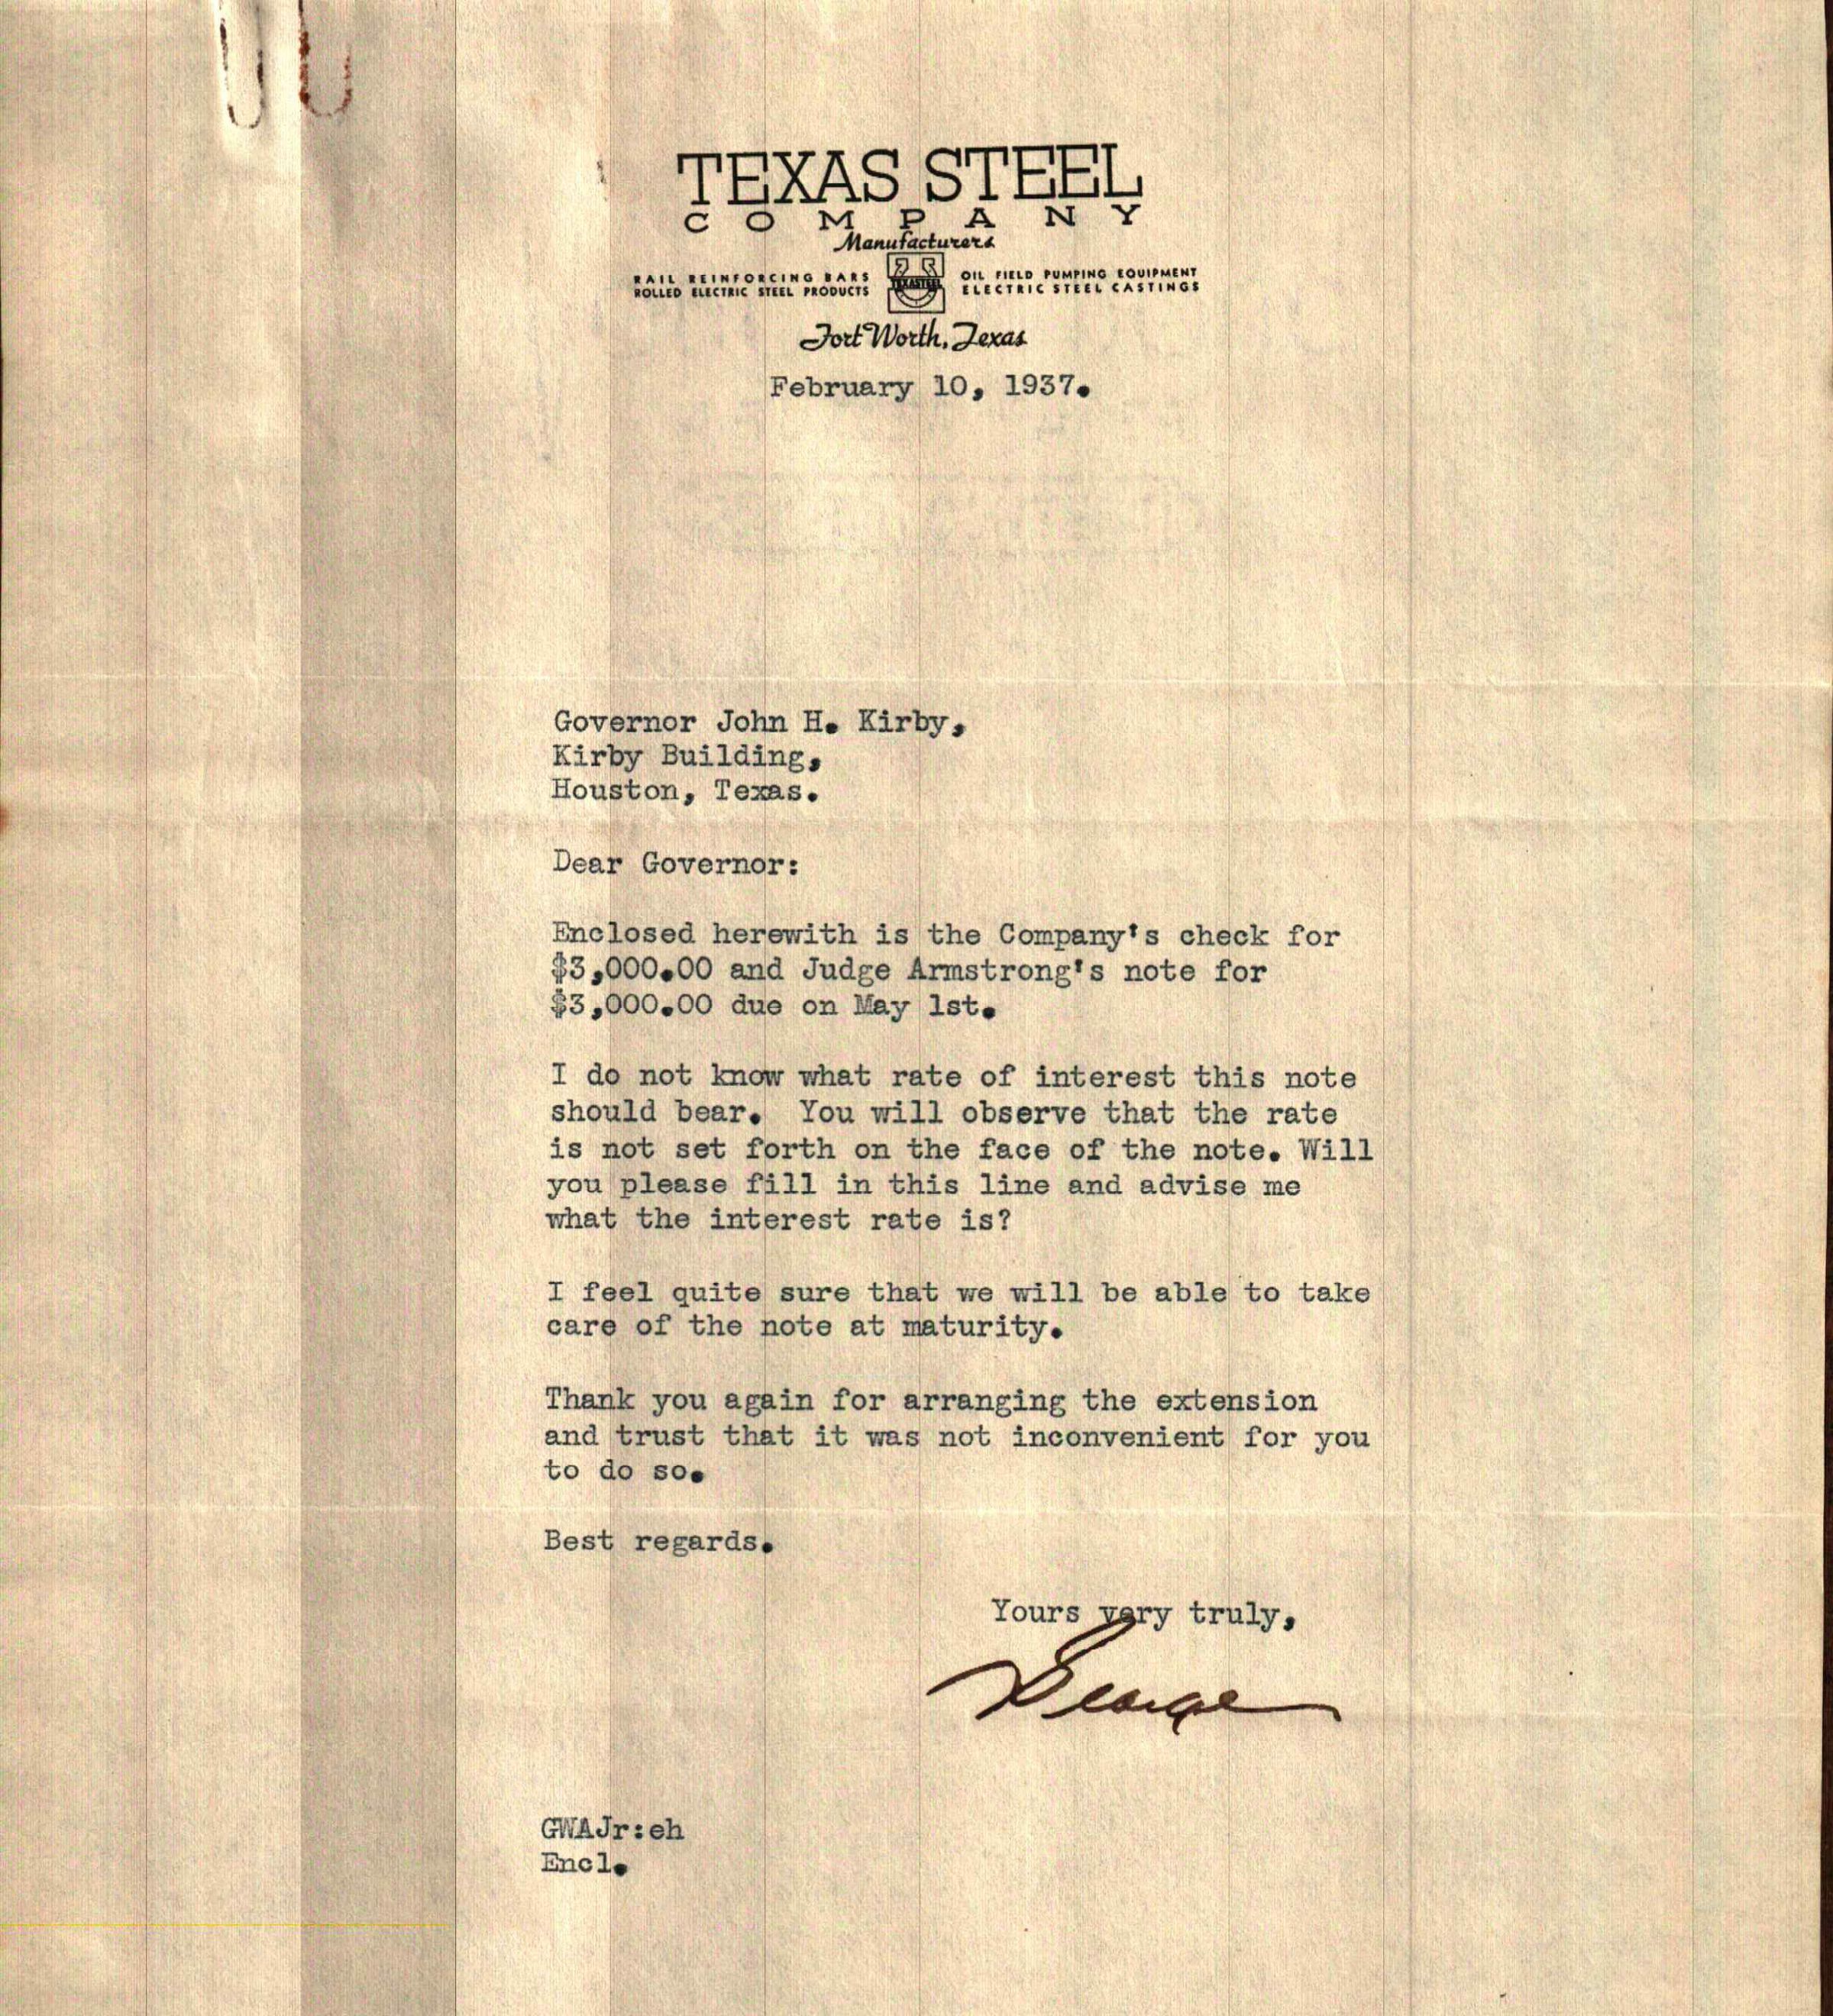 TEXAS STEEL
COMPANY
Manufacturers
RAIL REINFORCING BARS
ROLLED ELECTRIC STEEL PRODUCTS
OIL FIELD PUMPING EQUIPMENT
ELECTRIC STEEL CASTINGS
Fort Worth, Texas
February 10, 1937.
Governor John H. Kirby,
Kirby Building,
Houston, Texas.
Dear Governor:
Enclosed herewith is the Company's check for
$3,000.00 and Judge Armstrong's note for
$3,000.00 due on May 1st.
I do not know what rate of interest this note
should bear. You will observe that the rate
is not set forth on the face of the note. Will
you please fill in this line and advise me
what the interest rate is?
I feel quite sure that we will be able to take
care of the note at maturity.
Thank you again for arranging the extension
and trust that it was not inconvenient for you
to do so.
Best regards.
Yours very truly,
George
GWAJr:eh
Encl.